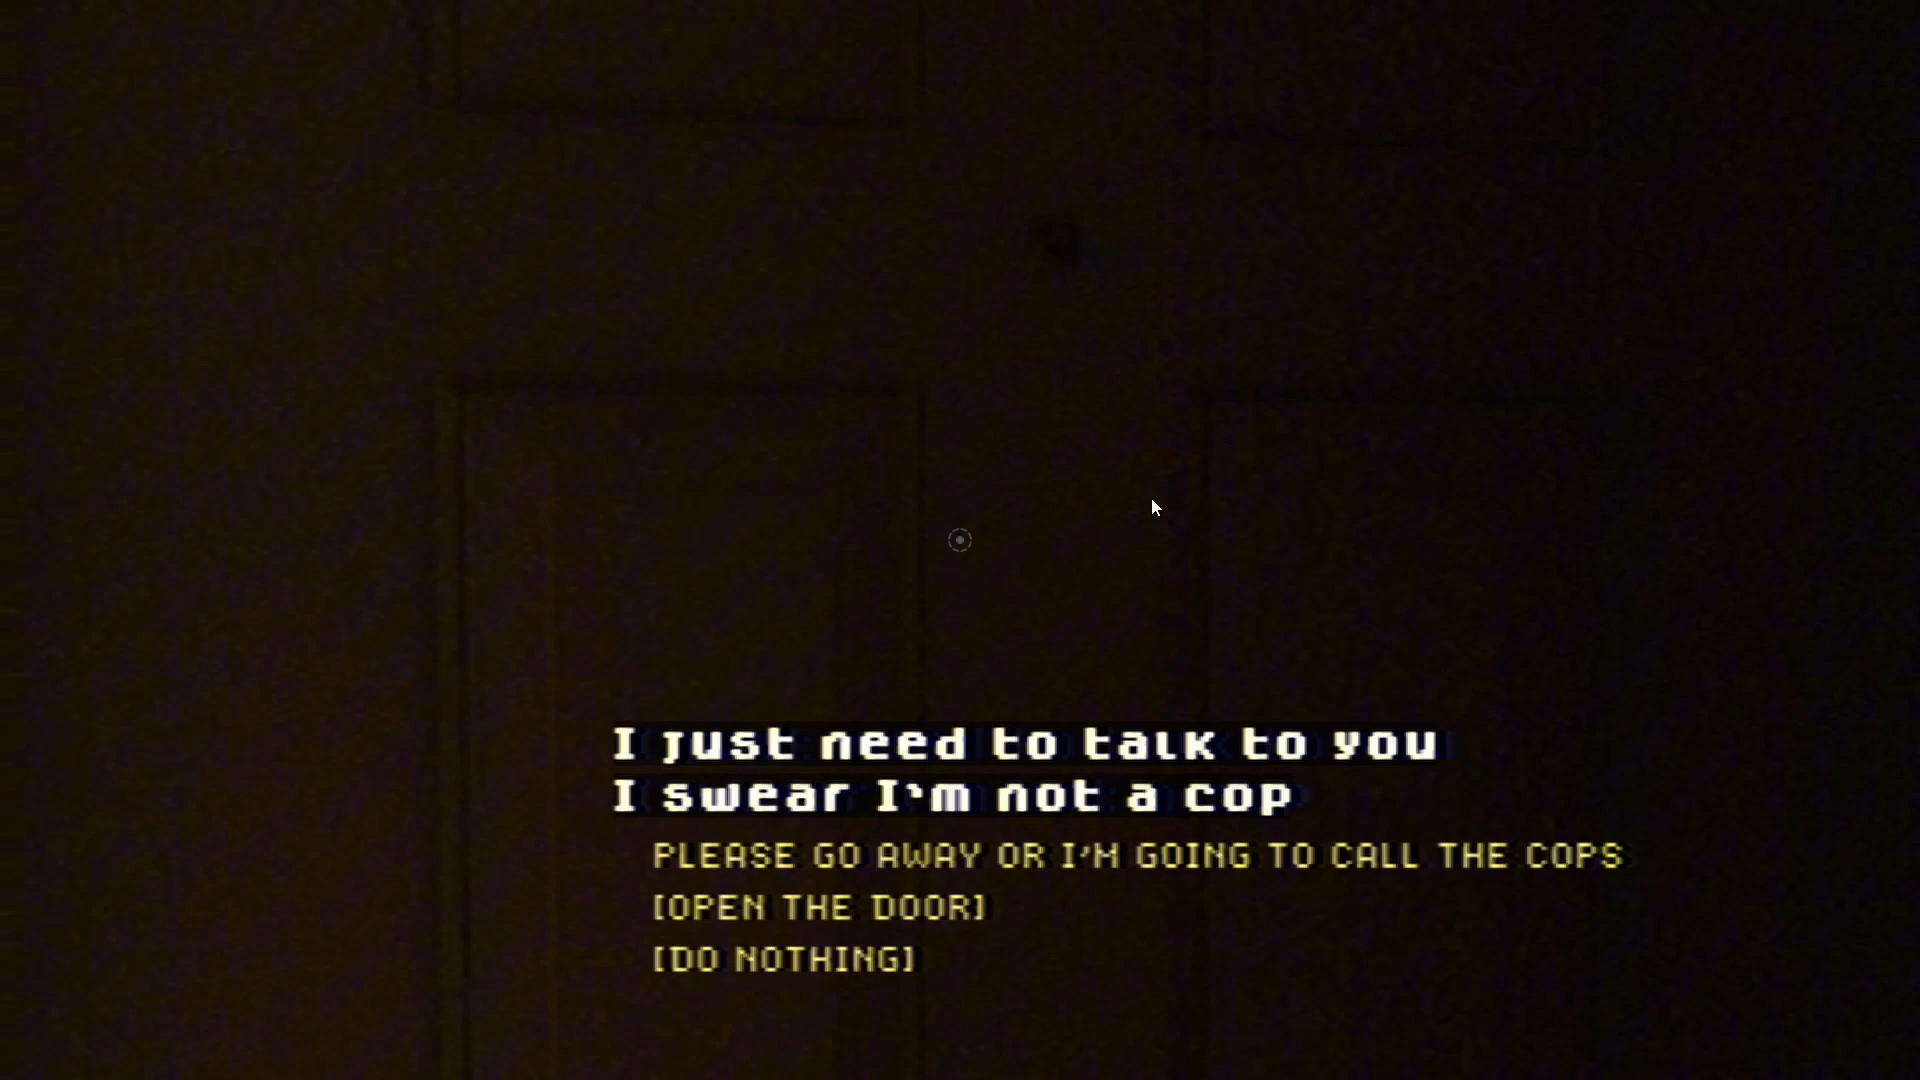 I just need to talk to you
I swear I'm not a cop
PLEASE GO AWAY OR I'M GOING TO CALL THE COPS
[OPEN THE DOOR]
[DO NOTHING]